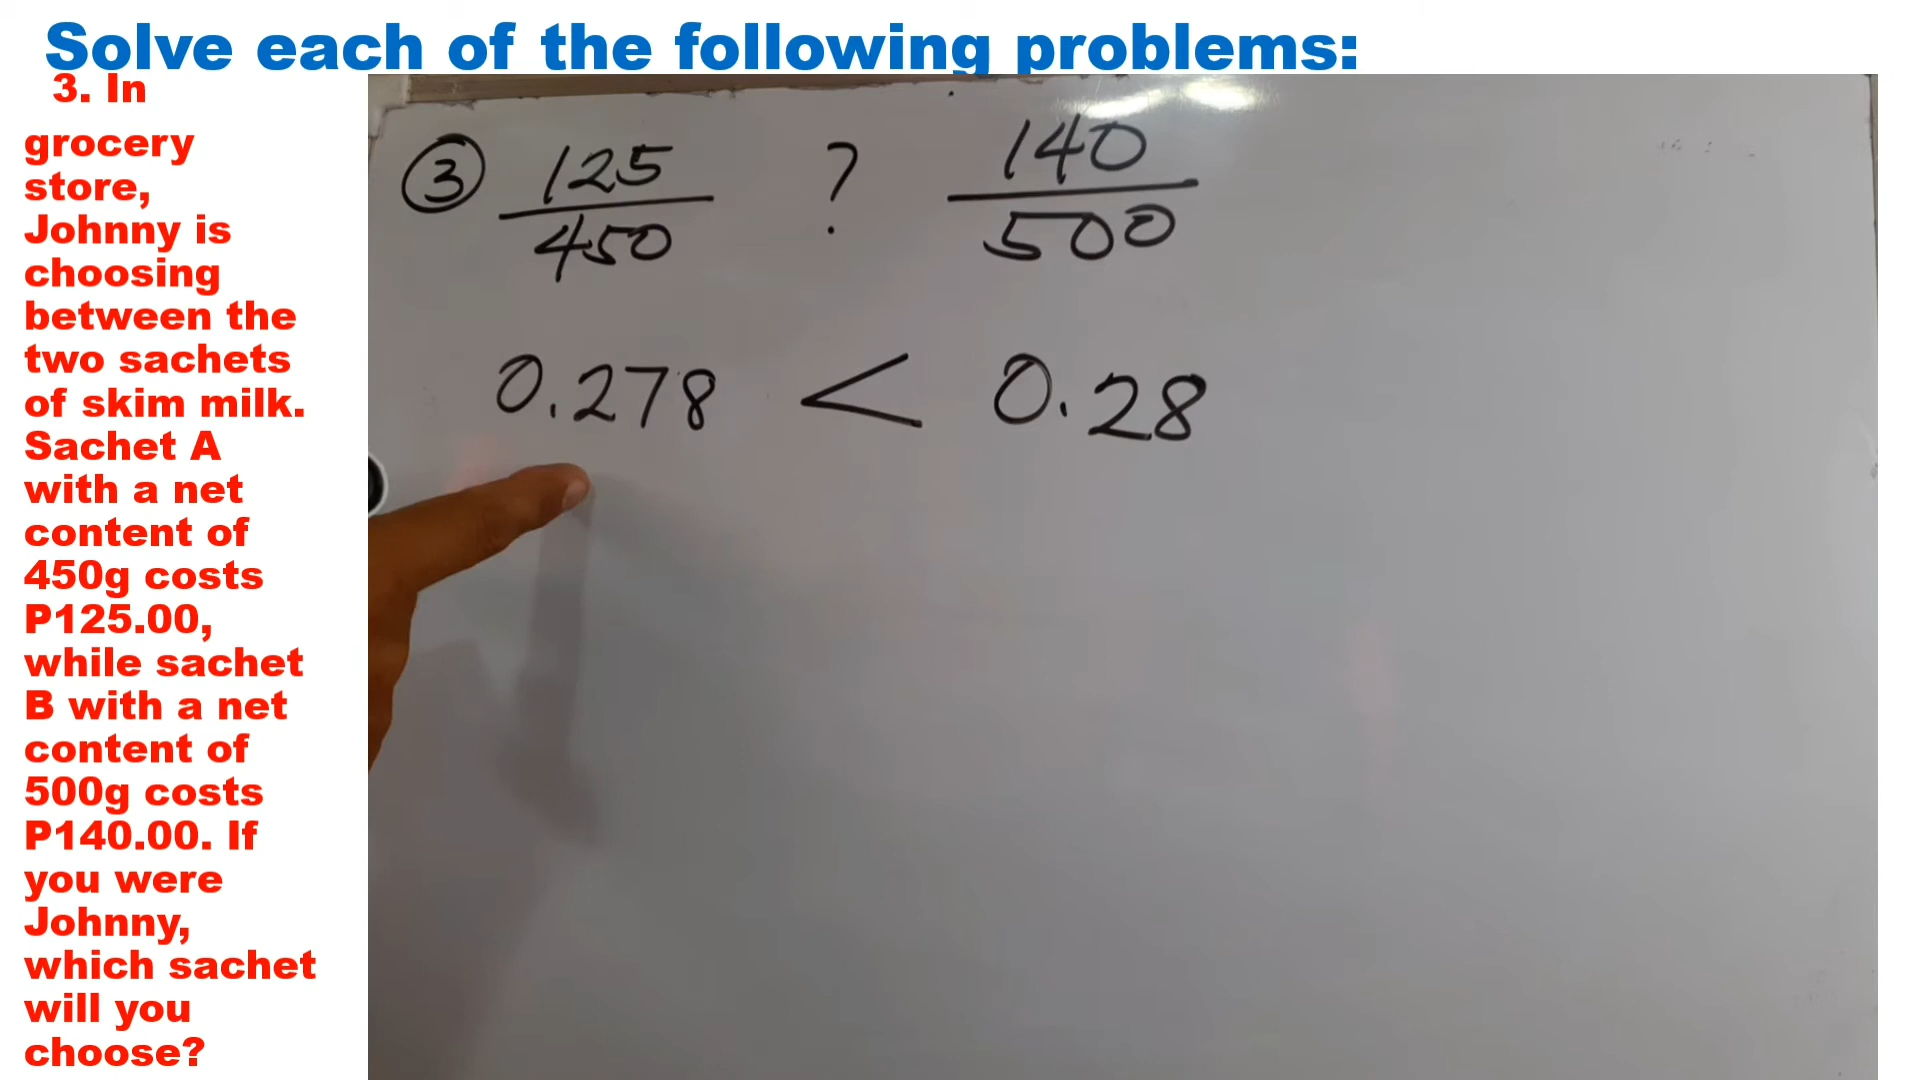 Solve each of the following problems:
3. In
grocery
store,
Johnny is
choosing
between the
two sachets
of skim milk.
Sachet A
with a net
content of
450g costs
P125.00,
while sachet
B with a net
content of
500g costs
P140.00. If
you were
Johnny,
which sachet
will you
choose?
3 125/450 ? 140/500
0.278 < 0.28